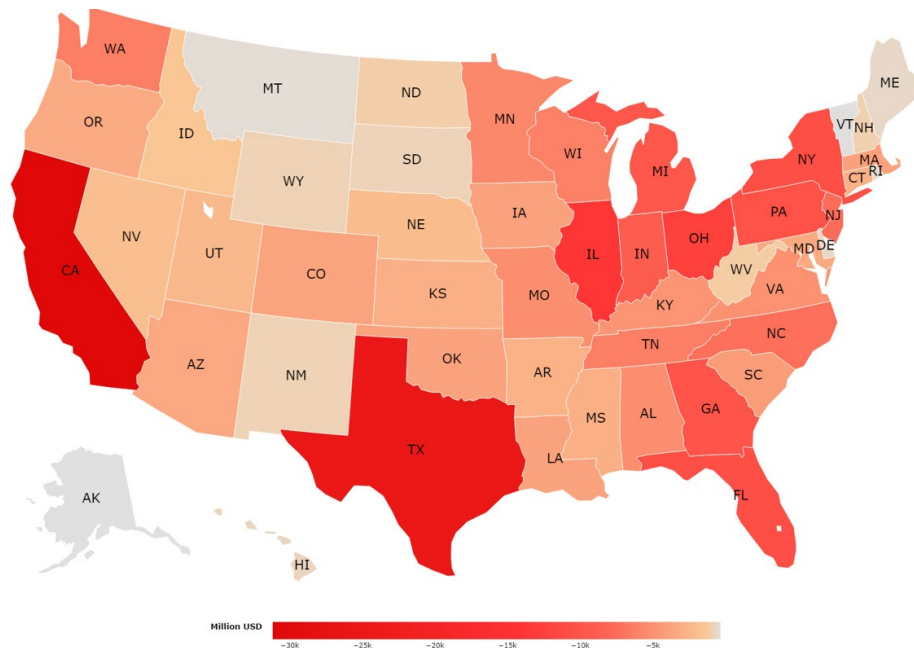 WA
MT
ND
MN
ME
VT
NH
OR
ID
SD
WI
NY
MA
RI
CT
WY
MI
IA
PA
NJ
NE
OH
IL
IN
MD
DE
NV
UT
CO
WV
CA
KS
MO
KY
VA
TN
NC
OK
AR
SC
AZ
NM
MS
AL
GA
TX
LA
FL
AK
HI
Million USD
−30k
−25k
−20k
−15k
−10k
−5k